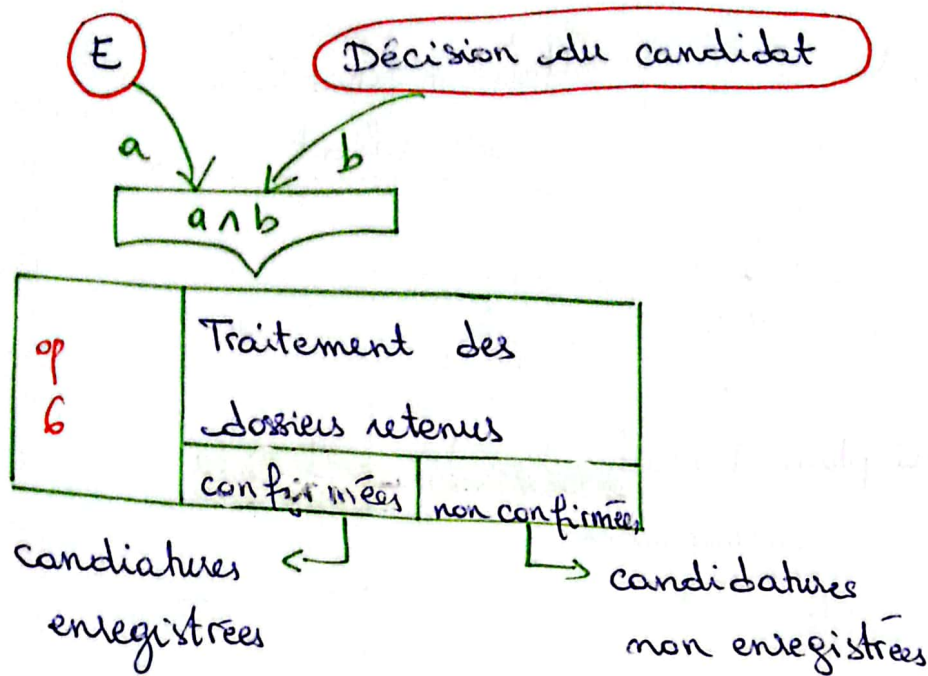 E
Décision du candidat
a
b
a ∧ b
op
6
Traitement des
dossiers retenus
confirmées
non confirmées
candiatures
enregistrées
candidatures
non enregistrées